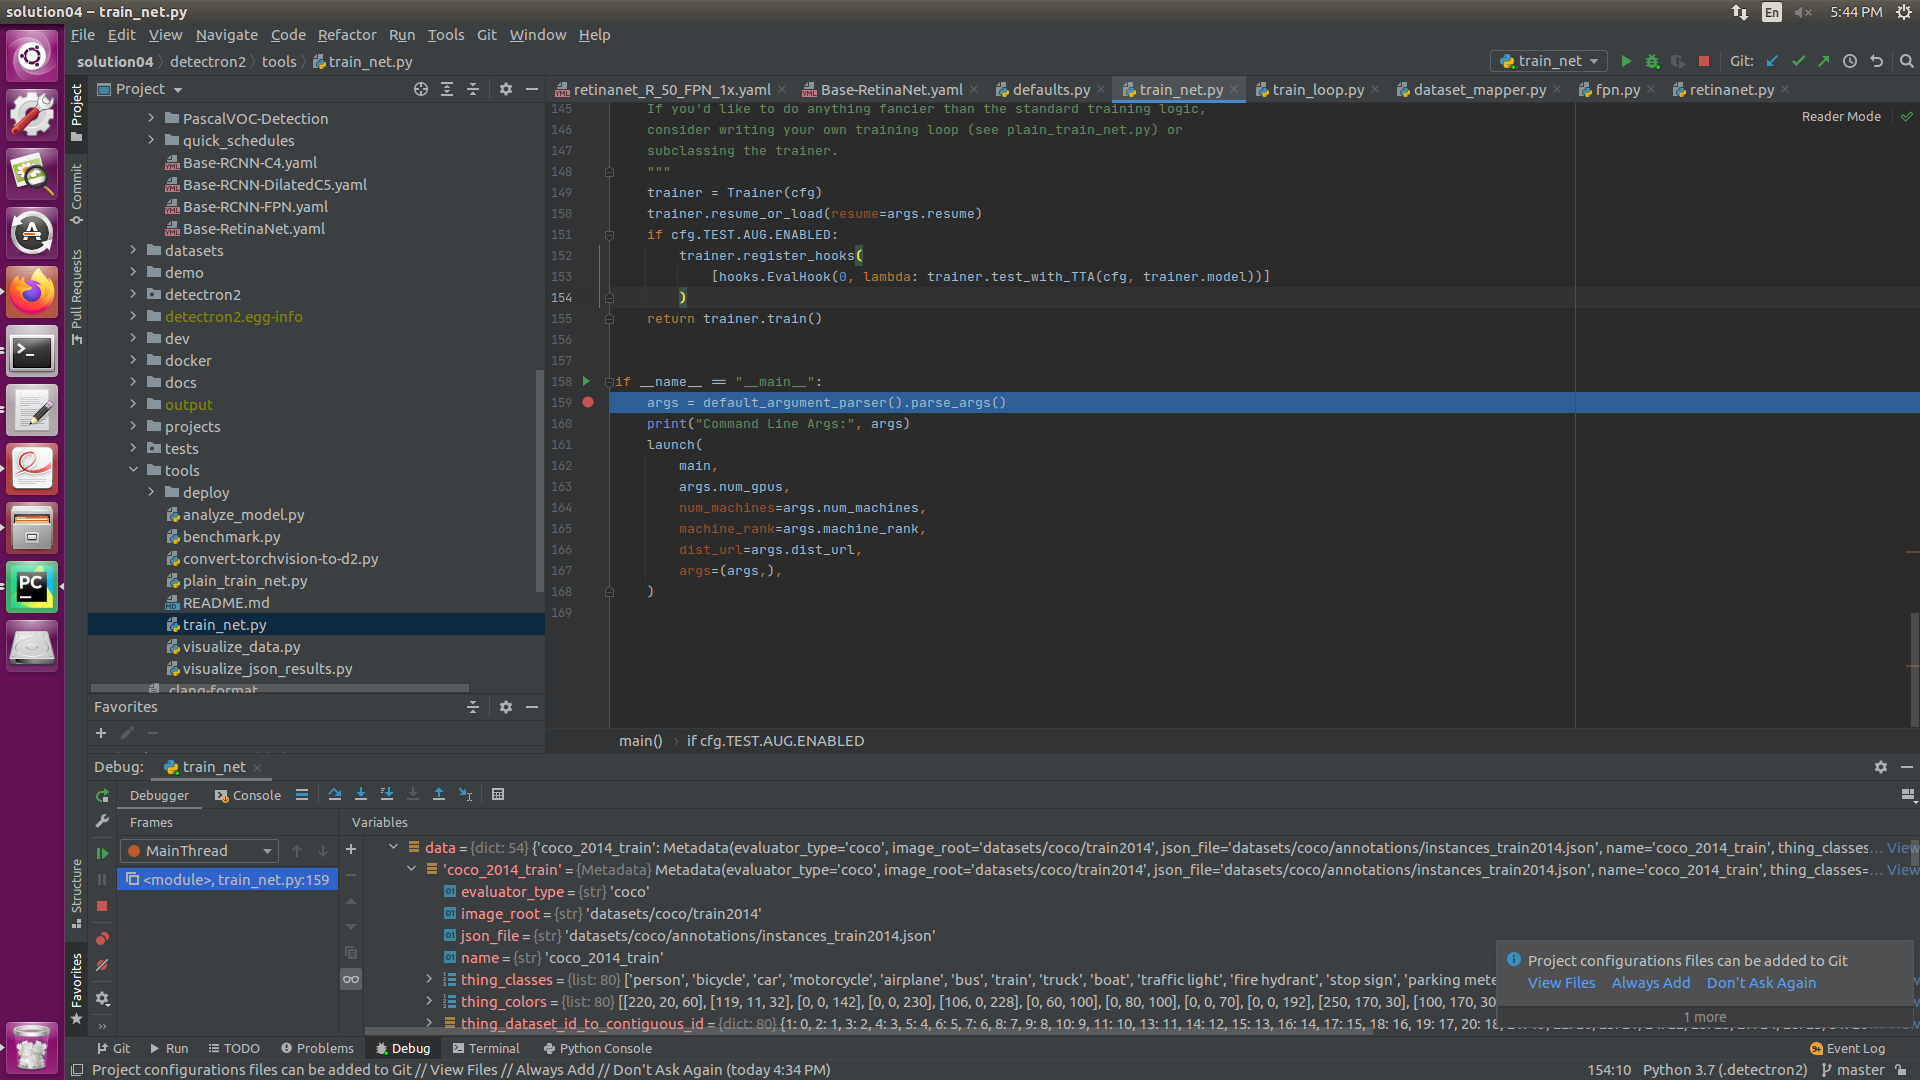 solution04 – train_net.py
En
5:44 PM
File Edit View Navigate Code Refactor Run Tools Git Window Help
solution04 detectron2 tools train_net.py
train_net
Git:
Project
retinanet_R_50_FPN_1x.yaml Base-RetinaNet.yaml defaults.py train_net.py train_loop.py dataset_mapper.py fpn.py retinanet.py
Reader Mode
Project
Commit
Pull Requests
Structure
Favorites
PascalVOC-Detection
quick_schedules
Base-RCNN-C4.yaml
Base-RCNN-DilatedC5.yaml
Base-RCNN-FPN.yaml
Base-RetinaNet.yaml
datasets
demo
detectron2
detectron2.egg-info
dev
docker
docs
output
projects
tests
tools
deploy
analyze_model.py
benchmark.py
convert-torchvision-to-d2.py
plain_train_net.py
README.md
train_net.py
visualize_data.py
visualize_json_results.py
Favorites
145 If you'd like to do anything fancier than the standard training logic,
146 consider writing your own training loop (see plain_train_net.py) or
147 subclassing the trainer.
148 """
149 trainer = Trainer(cfg)
150 trainer.resume_or_load(resume=args.resume)
151 if cfg.TEST.AUG.ENABLED:
152 trainer.register_hooks(
153 [hooks.EvalHook(0, lambda: trainer.test_with_TTA(cfg, trainer.model))]
154 )
155 return trainer.train()
156
157
158 if __name__ == "__main__":
159 args = default_argument_parser().parse_args()
160 print("Command Line Args:", args)
161 launch(
162 main,
163 args.num_gpus,
164 num_machines=args.num_machines,
165 machine_rank=args.machine_rank,
166 dist_url=args.dist_url,
167 args=(args,),
168 )
169
main() › if cfg.TEST.AUG.ENABLED
Debug: train_net
Debugger Console
Frames
Variables
MainThread
<module>, train_net.py:159
data = {dict: 54} {'coco_2014_train': Metadata(evaluator_type='coco', image_root='datasets/coco/train2014', json_file='datasets/coco/annotations/instances_train2014.json', name='coco_2014_train', thing_classes... View
'coco_2014_train' = {Metadata} Metadata(evaluator_type='coco', image_root='datasets/coco/train2014', json_file='datasets/coco/annotations/instances_train2014.json', name='coco_2014_train', thing_classes=... View
evaluator_type = {str} 'coco'
image_root = {str} 'datasets/coco/train2014'
json_file = {str} 'datasets/coco/annotations/instances_train2014.json'
name = {str} 'coco_2014_train'
thing_classes = {list: 80} ['person', 'bicycle', 'car', 'motorcycle', 'airplane', 'bus', 'train', 'truck', 'boat', 'traffic light', 'fire hydrant', 'stop sign', 'parking mete
thing_colors = {list: 80} [[220, 20, 60], [119, 11, 32], [0, 0, 142], [0, 0, 230], [106, 0, 228], [0, 60, 100], [0, 80, 100], [0, 0, 70], [0, 0, 192], [250, 170, 30], [100, 170, 30
thing_dataset_id_to_contiguous_id = {dict: 80} {1: 0, 2: 1, 3: 2, 4: 3, 5: 4, 6: 5, 7: 6, 8: 7, 9: 8, 10: 9, 11: 10, 13: 11, 14: 12, 15: 13, 16: 14, 17: 15, 18: 16, 19: 17, 20: 18
Project configurations files can be added to Git
View Files Always Add Don't Ask Again
1 more
Git Run TODO Problems Debug Terminal Python Console
Event Log
Project configurations files can be added to Git // View Files // Always Add // Don't Ask Again (today 4:34 PM)
154:10 Python 3.7 (.detectron2) master